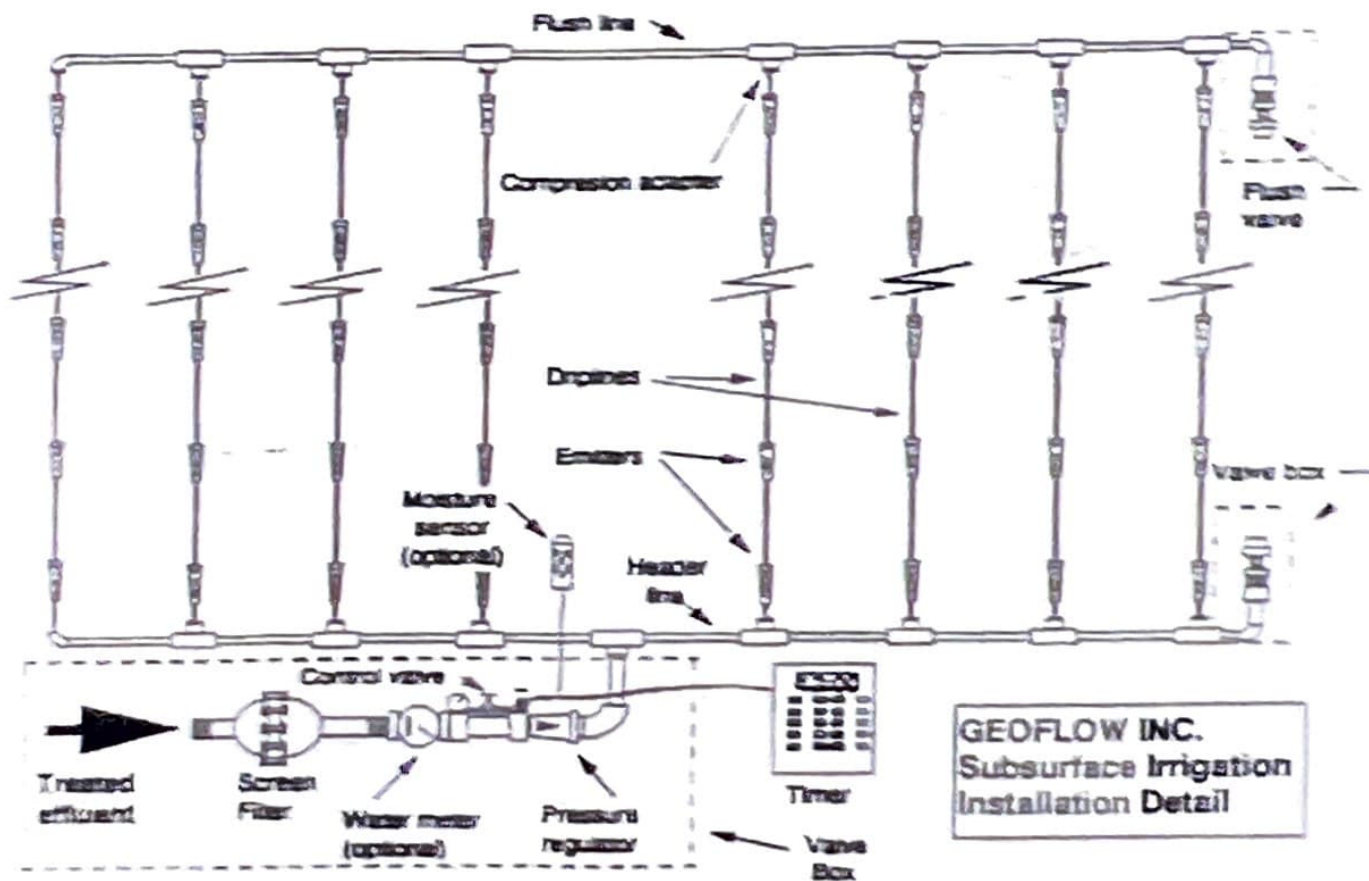 Flush line
Compresion adapter
Flush
valve
Driplines
Emitters
Valve box
Moisture
sensor
(optional)
Header
line
Control valve
Treated
effluent
Screen
Filter
Water meter
(optional)
Pressure
regulator
Timer
Valve
Box
GEOFLOW INC.
Subsurface Irrigation
Installation Detail